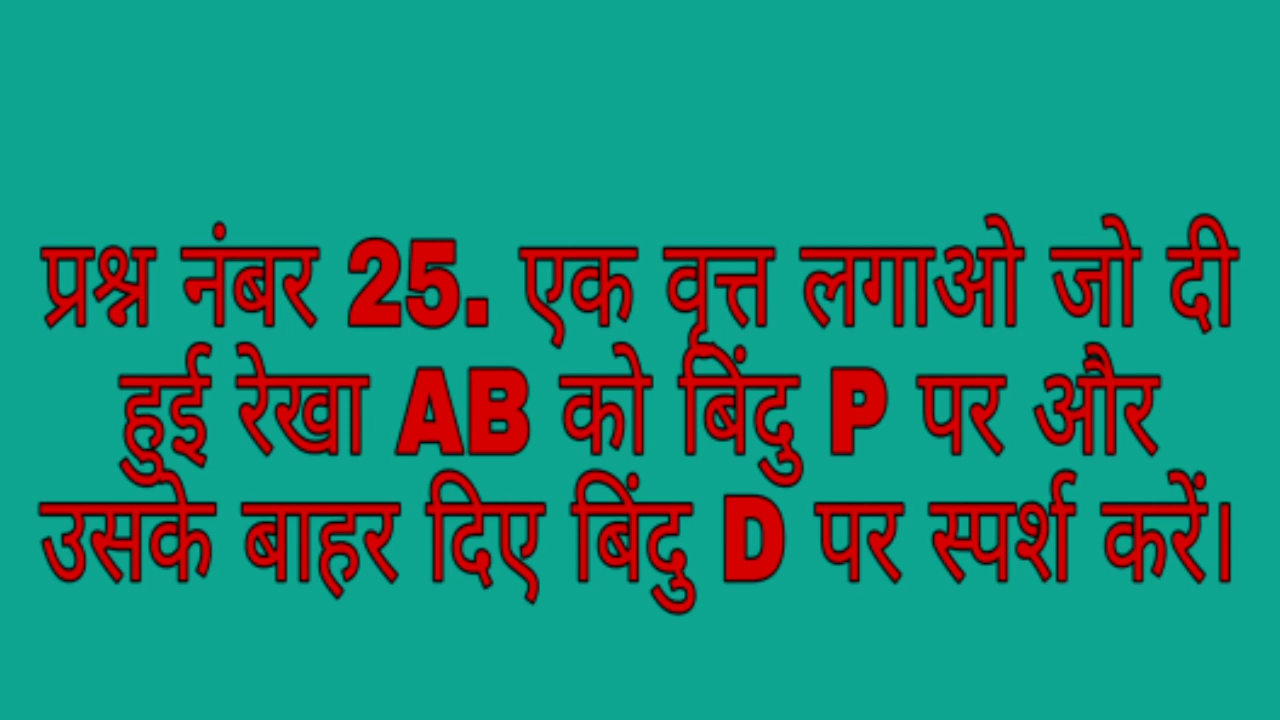 प्रश्न नंबर 25. एक वृत्त लगाओ जो दी
हुई रेखा AB को बिंदु P पर और
उसके बाहर दिए बिंदु D पर स्पर्श करें।